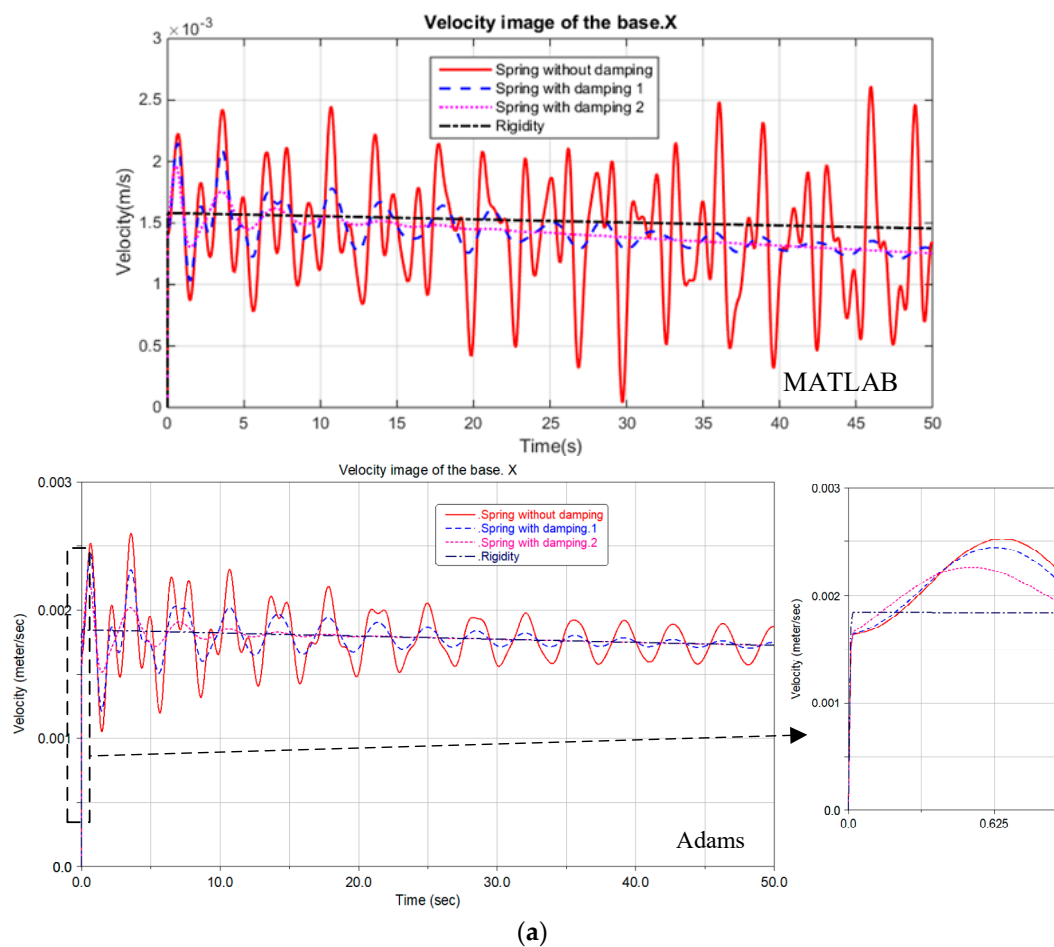 Velocity image of the base.X
×10⁻³
3
2.5
2
1.5
1
0.5
0
Velocity(m/s)
Spring without damping
Spring with damping 1
Spring with damping 2
Rigidity
MATLAB
0 5 10 15 20 25 30 35 40 45 50
Time(s)
Velocity image of the base. X
0.003
0.002
0.001
0.0
Velocity (meter/sec)
.Spring without damping
.Spring with damping.1
.Spring with damping.2
.Rigidity
Adams
0.0 10.0 20.0 30.0 40.0 50.0
Time (sec)
0.003
0.002
0.001
0.0
Velocity (meter/sec)
0.0 0.625
(a)